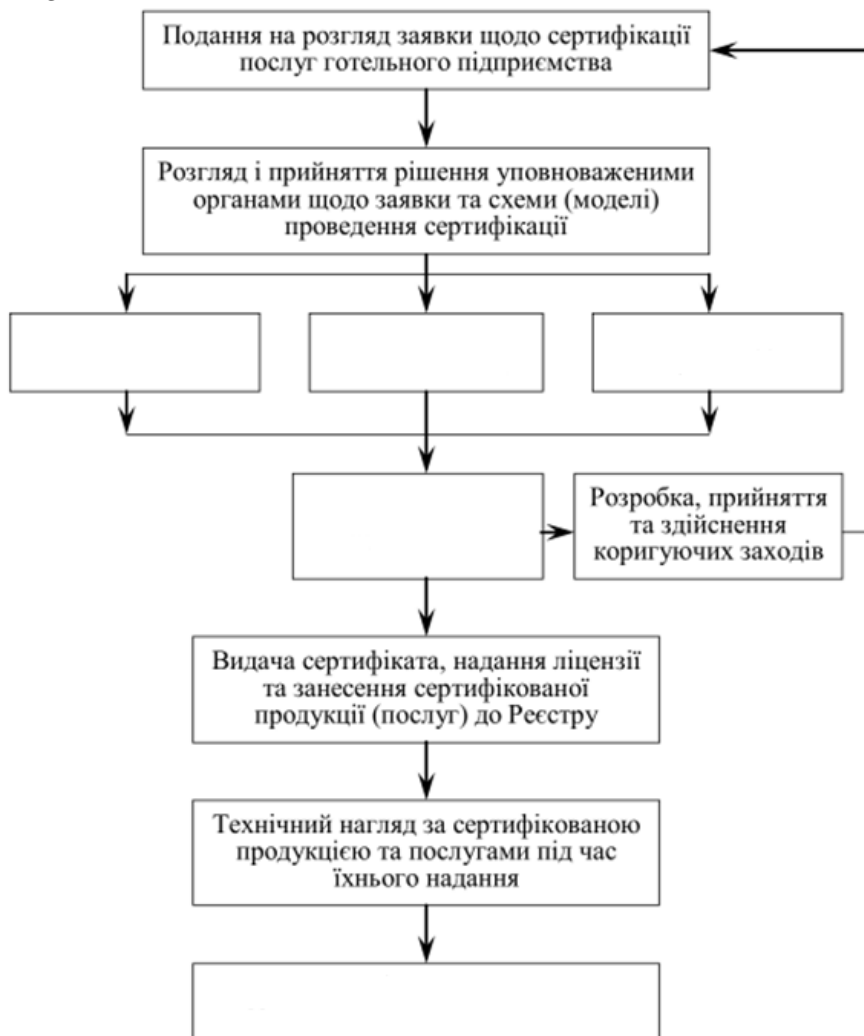 Подання на розгляд заявки щодо сертифікації
послуг готельного підприємства
Розгляд і прийняття рішення уповноваженими
органами щодо заявки та схеми (моделі)
проведення сертифікації
Розробка, прийняття
та здійснення
коригуючих заходів
Видача сертифіката, надання ліцензії
та занесення сертифікованої
продукції (послуг) до Реєстру
Технічний нагляд за сертифікованою
продукцією та послугами під час
їхнього надання